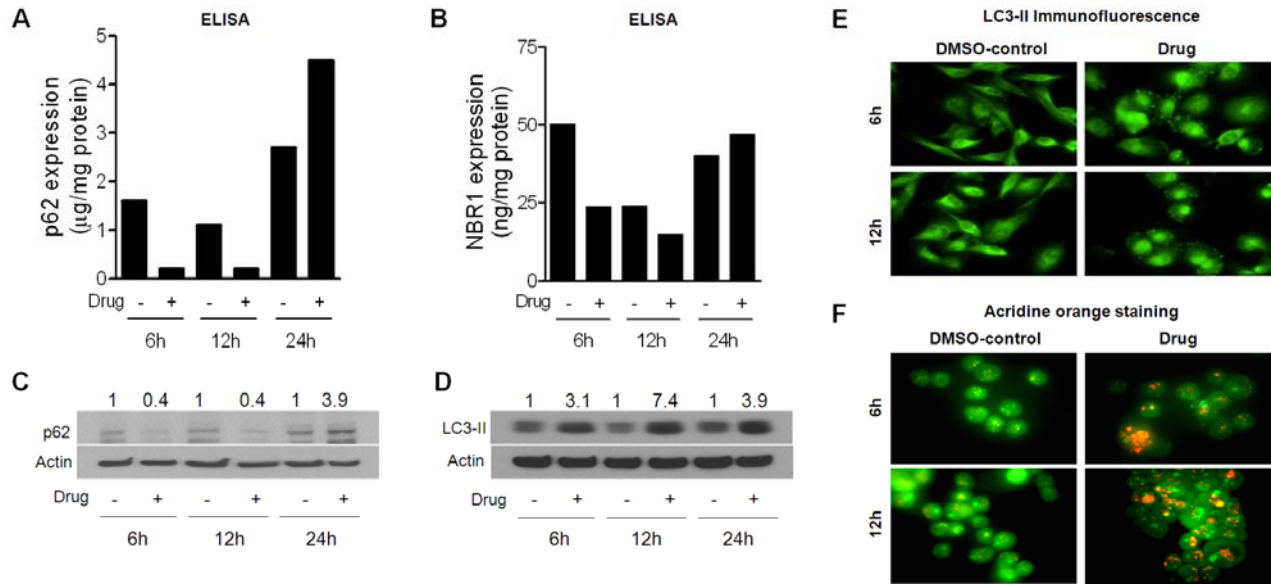 A
ELISA
p62 expression
(μg/mg protein)
5
4
3
2
1
0
Drug - + - + - +
6h 12h 24h
B
ELISA
NBR1 expression
(ng/mg protein)
75
50
25
0
Drug - + - + - +
6h 12h 24h
C
1 0.4 1 0.4 1 3.9
p62
Actin
Drug - + - + - +
6h 12h 24h
D
1 3.1 1 7.4 1 3.9
LC3-II
Actin
Drug - + - + - +
6h 12h 24h
E
LC3-II Immunofluorescence
DMSO-control Drug
6h
12h
F
Acridine orange staining
DMSO-control Drug
6h
12h